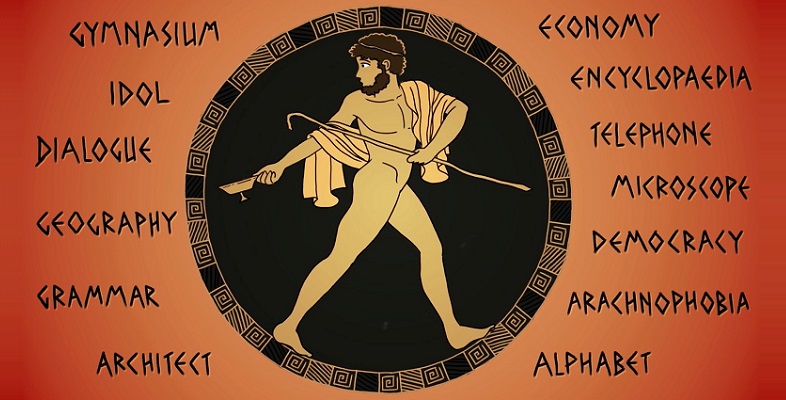 GYMNASIUM
IDOL
DIALOGUE
GEOGRAPHY
GRAMMAR
ARCHITECT
ECONOMY
ENCYCLOPAEDIA
TELEPHONE
MICROSCOPE
DEMOCRACY
ARACHNOPHOBIA
ALPHABET